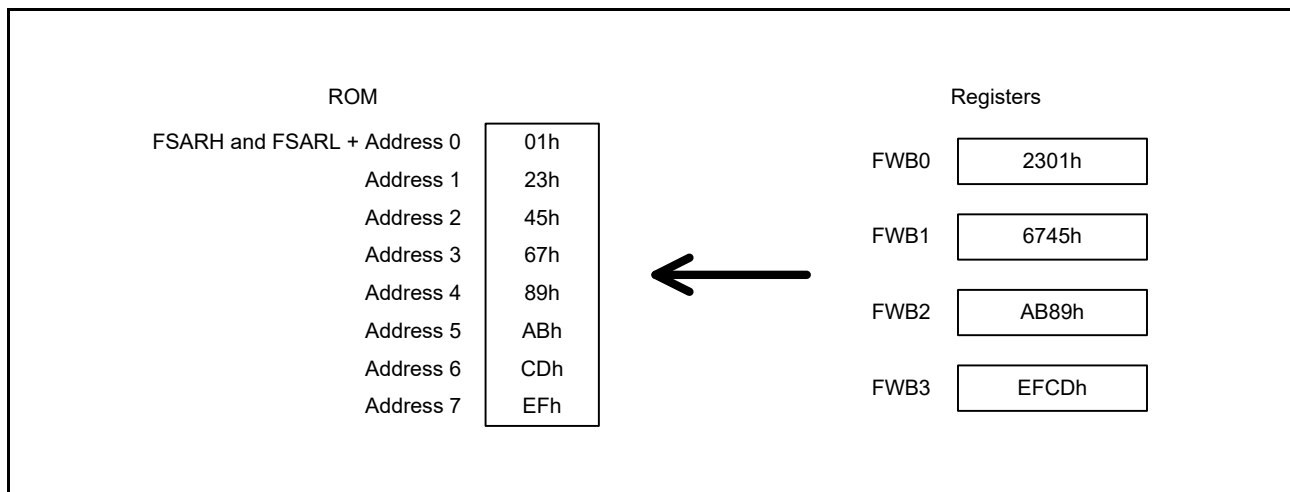 ROM
FSARH and FSARL + Address 0 01h
Address 1 23h
Address 2 45h
Address 3 67h
Address 4 89h
Address 5 ABh
Address 6 CDh
Address 7 EFh
Registers
FWB0 2301h
FWB1 6745h
FWB2 AB89h
FWB3 EFCDh